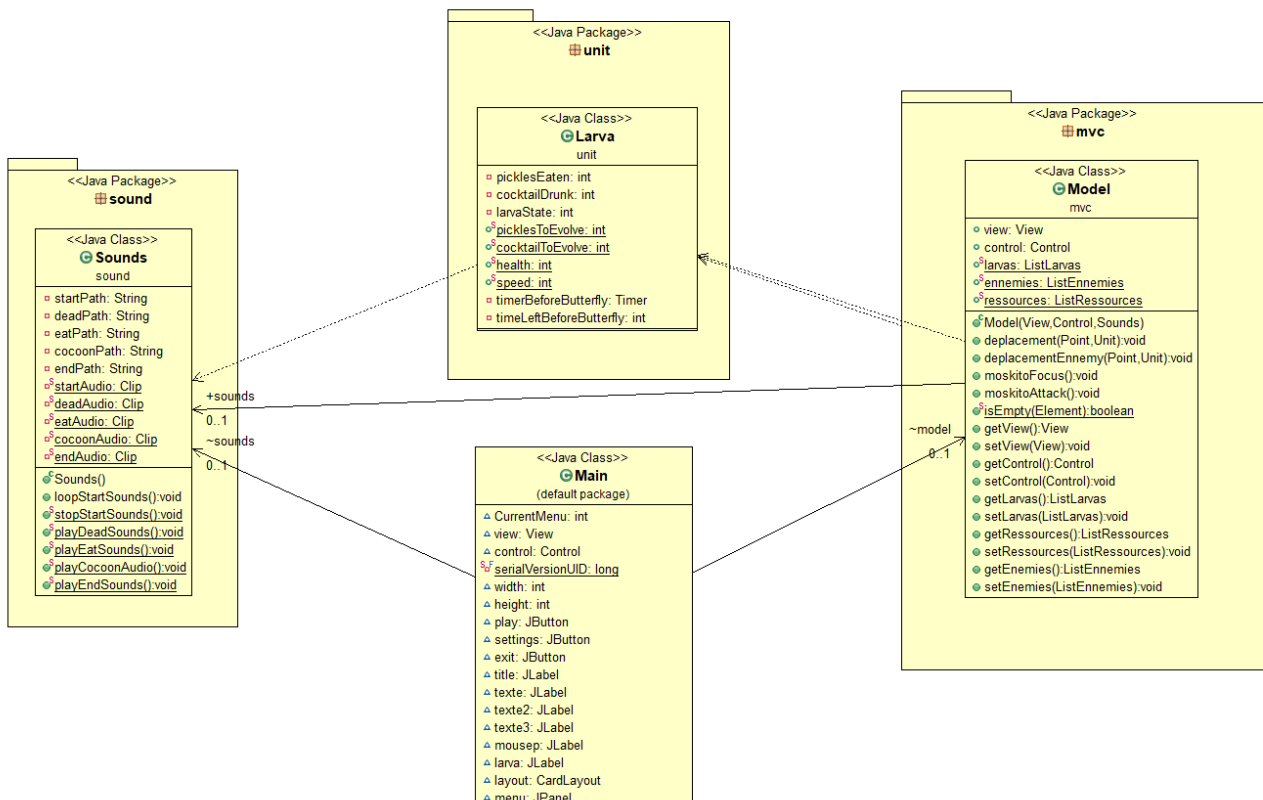 <<Java Package>>
unit
<<Java Class>>
Larva
unit
picklesEaten: int
cocktailDrunk: int
larvaState: int
picklesToEvolve: int
cocktailToEvolve: int
health: int
speed: int
timerBeforeButterfly: Timer
timeLeftBeforeButterfly: int
<<Java Package>>
sound
<<Java Class>>
Sounds
sound
startPath: String
deadPath: String
eatPath: String
cocoonPath: String
endPath: String
startAudio: Clip
deadAudio: Clip
eatAudio: Clip
cocoonAudio: Clip
endAudio: Clip
Sounds()
loopStartSounds():void
stopStartSounds():void
playDeadSounds():void
playEatSounds():void
playCocoonAudio():void
playEndSounds():void
+sounds
0..1
~sounds
0..1
<<Java Class>>
Main
(default package)
CurrentMenu: int
view: View
control: Control
serialVersionUID: long
width: int
height: int
play: JButton
settings: JButton
exit: JButton
title: JLabel
texte: JLabel
texte2: JLabel
texte3: JLabel
mousep: JLabel
larva: JLabel
layout: CardLayout
menu: JPanel
~model
0..1
<<Java Package>>
mvc
<<Java Class>>
Model
mvc
view: View
control: Control
larvas: ListLarvas
ennemies: ListEnnemies
ressources: ListRessources
Model(View,Control,Sounds)
deplacement(Point,Unit):void
deplacementEnnemy(Point,Unit):void
moskitoFocus():void
moskitoAttack():void
isEmpty(Element):boolean
getView():View
setView(View):void
getControl():Control
setControl(Control):void
getLarvas():ListLarvas
setLarvas(ListLarvas):void
getRessources():ListRessources
setRessources(ListRessources):void
getEnemies():ListEnnemies
setEnemies(ListEnnemies):void